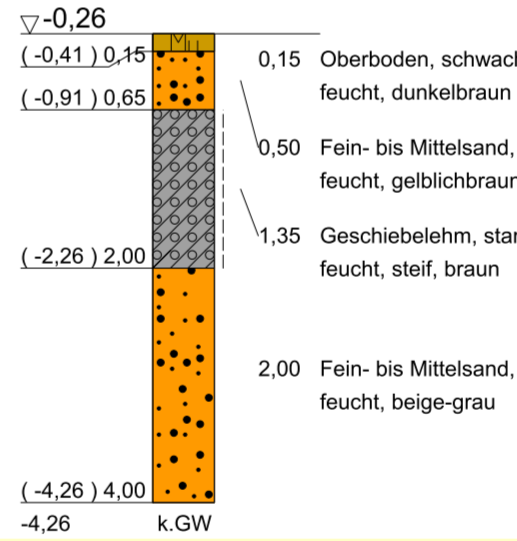 -0,26
( -0,41 ) 0,15
0,15 Oberboden, schwach
feucht, dunkelbraun
( -0,91 ) 0,65
0,50 Fein- bis Mittelsand,
feucht, gelblichbraun
1,35 Geschiebelehm,
feucht, steif, braun
( -2,26 ) 2,00
2,00 Fein- bis Mittelsand,
feucht, beige-grau
( -4,26 ) 4,00
-4,26 k.GW